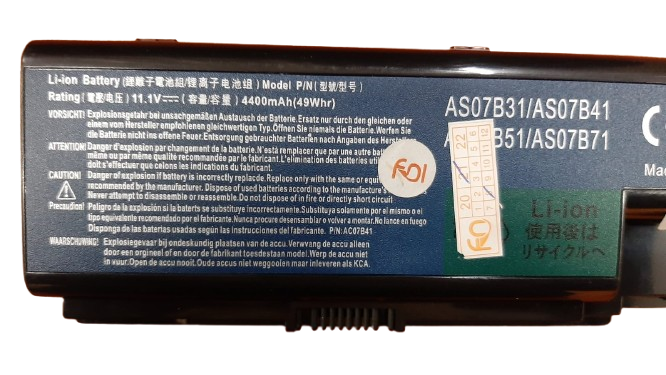 Li-ion Battery(鋰離子電池組/锂离子电池组) Model P/N(型號/型号)
Rating(電壓/电压) 11.1V (容量/容量) 4400mAh(49Whr)
VORSICHT! Explosionsgefahr bei unsachgemäßen Austausch der Batterie.Ersatz nur durch den gleichen oder
einem vom Hersteller empfohlenen gleichwertigen Typ.Öffnen Sie niemals die Batterie.Werfen Sie
die Batterie nicht ins offene Feuer.Entsorgung gebrauchter Batterien nach Angaben des
ATTENTION! Danger d'explosion par changement de la batterie. N'est remplacer que par une autre
même ou par même qualité recommandée par le fabricant.L'elimination des batteries
doit s'effectuer selon les indications du fabricant.
CAUTION! Danger of explosion if battery is incorrectly replaced.Replace only with the same or
recommended by the manufacturer. Dispose of used batteries according to the manufacturer's
Never attempt to disassemble or reassemble.Do not dispose of in fire or directly short circuit
Precaudion! Peligro de la explosión si la batería se substituye incorrectamente.Substituya solamente por el mismo o el
tipo equivalente recomendado por el fabricante.Nunca procure desensamblar o volver a montar.No lance en fuego
Disponga de las baterías usadas según las instrucciones del fabricante. P/N:AC07B41
WAARSCHUWING! Explosiegevaar bij ondeskundig plaatsen van de accu.Verwvang de accu alleen
door een orgineel of een door de fabrikant toesdestaan model.Werp de accu niet
in vuur.Open de accu nooit.Oude accus niet weggooien maar inleveren als KCA.
AS07B31/AS07B41
B51/AS07B71
CE
Li-ion
使用後は
リサイクルへ
20 22